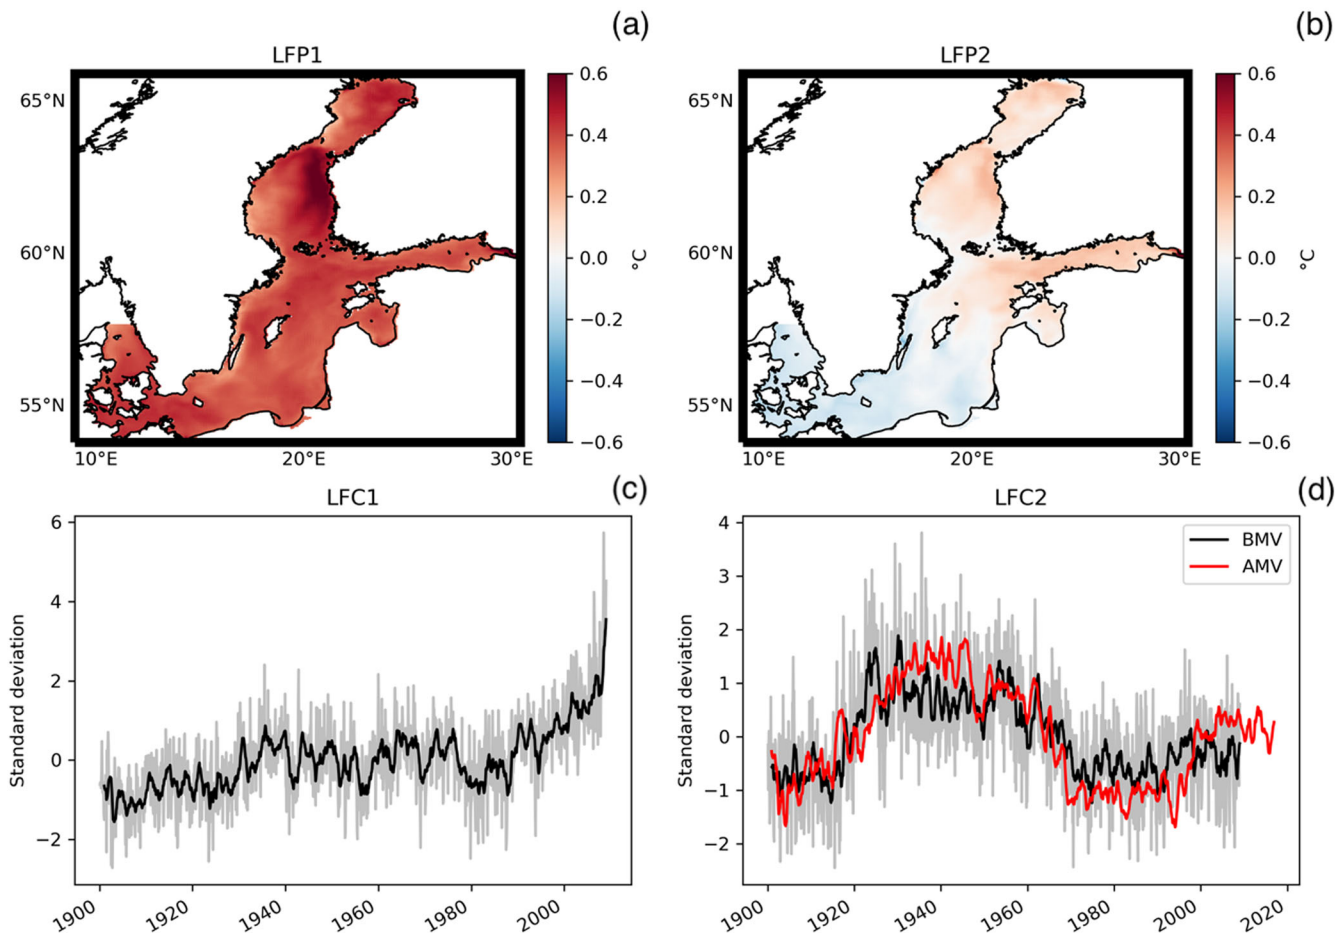 (a)
LFP1
65°N
60°N
55°N
10°E
20°E
30°E
0.6
0.4
0.2
0.0
−0.2
−0.4
−0.6
°C
(b)
LFP2
65°N
60°N
55°N
10°E
20°E
30°E
0.6
0.4
0.2
0.0
−0.2
−0.4
−0.6
°C
(c)
LFC1
Standard deviation
6
4
2
0
−2
1900
1920
1940
1960
1980
2000
(d)
LFC2
Standard deviation
4
3
2
1
0
−1
−2
BMV
AMV
1900
1920
1940
1960
1980
2000
2020